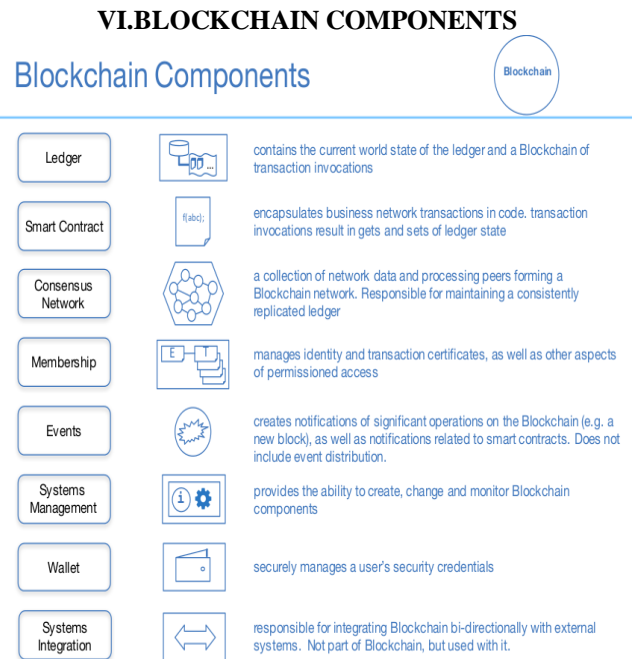 VI.BLOCKCHAIN COMPONENTS
Blockchain Components
Blockchain
Ledger
contains the current world state of the ledger and a Blockchain of
transaction invocations
Smart Contract
f(abc);
encapsulates business network transactions in code. transaction
invocations result in gets and sets of ledger state
Consensus
Network
a collection of network data and processing peers forming a
Blockchain network. Responsible for maintaining a consistently
replicated ledger
Membership
E T
manages identity and transaction certificates, as well as other aspects
of permissioned access
Events
creates notifications of significant operations on the Blockchain (e.g. a
new block), as well as notifications related to smart contracts. Does not
include event distribution.
Systems
Management
i
provides the ability to create, change and monitor Blockchain
components
Wallet
securely manages a user's security credentials
Systems
Integration
responsible for integrating Blockchain bi-directionally with external
systems. Not part of Blockchain, but used with it.